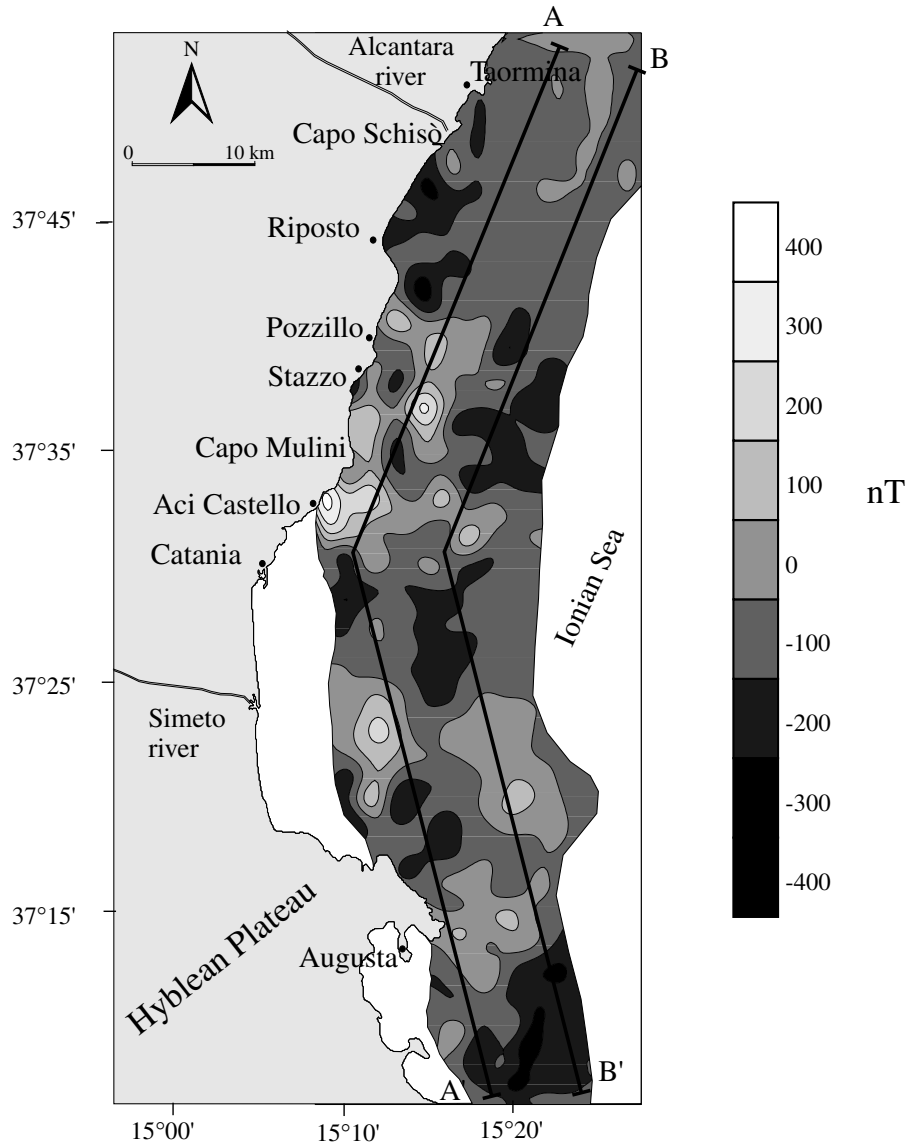 A
B
N
Alcantara
river
Taormina
Capo Schisò
0 10 km
37°45'
Riposto
400
300
Pozzillo
Stazzo
200
37°35'
Capo Mulini
100
nT
Aci Castello
Catania
0
Ionian Sea
-100
37°25'
Simeto
river
-200
-300
-400
37°15'
Hyblean Plateau
Augusta
A'
B'
15°00'
15°10'
15°20'